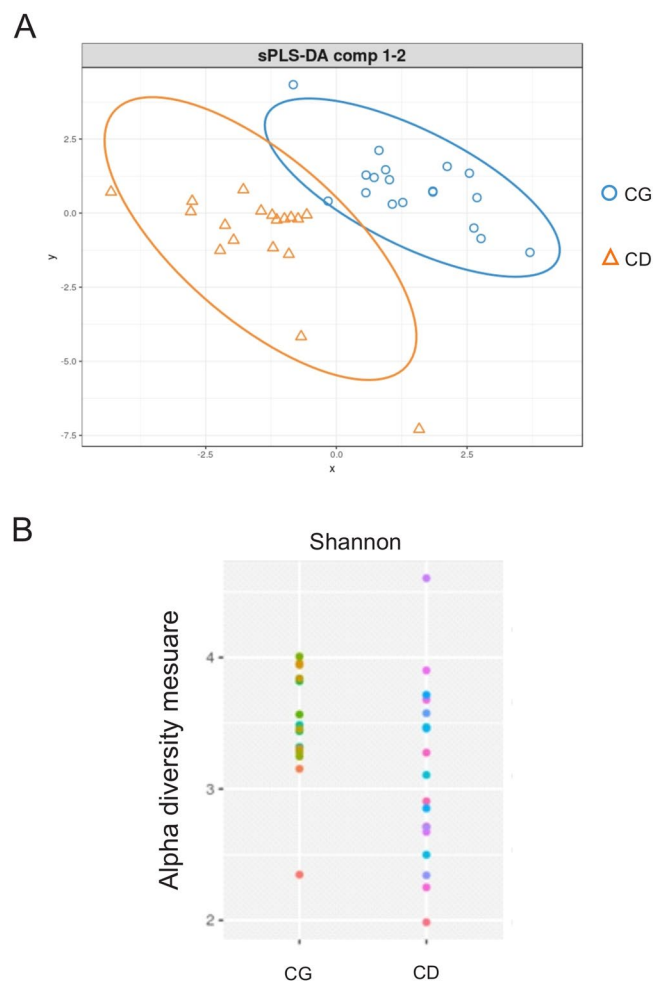 A
sPLS-DA comp 1-2
2.5
0.0
-2.5
-5.0
-7.5
y
-2.5 0.0 2.5
x
CG
CD
B
Shannon
Alpha diversity mesuare
4
3
2
CG CD